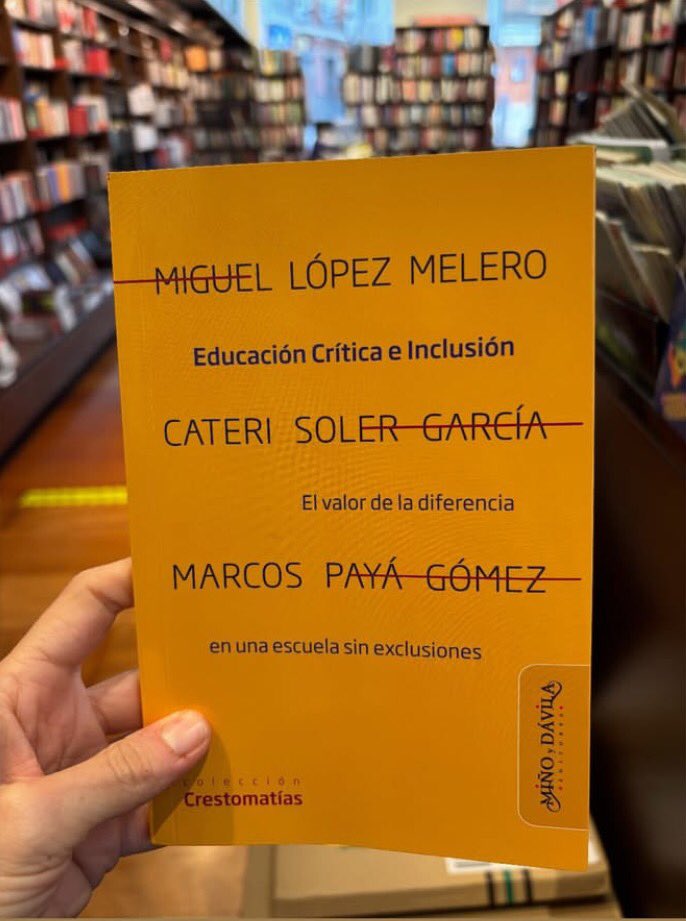 MIGUEL LÓPEZ MELERO
Educación Crítica e Inclusión
CATERI SOLER GARCÍA
El valor de la diferencia
MARCOS PAYÁ GÓMEZ
en una escuela sin exclusiones
MIÑO y DÁVILA
EDITORES
colección
Crestomatías